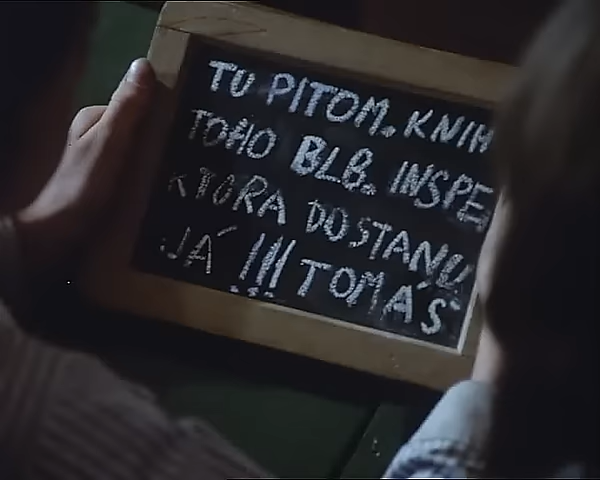 TU PITOM. KNIH
TOHO BLB. INSPE
KTORA DOSTANU
JÁ !!! TOMÁŠ